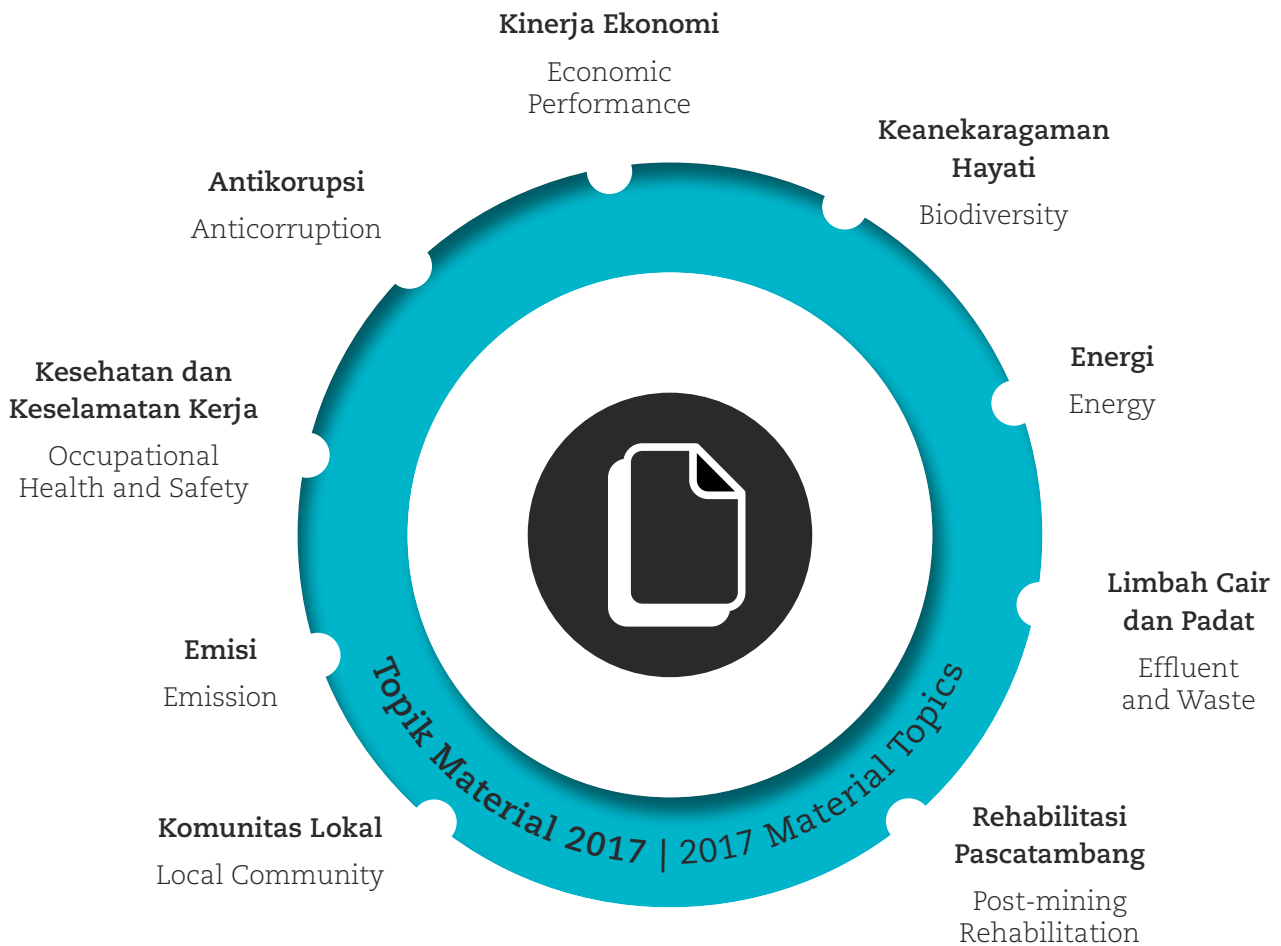 Kinerja Ekonomi
Economic
Performance
Keanekaragaman
Hayati
Biodiversity
Energi
Energy
Limbah Cair
dan Padat
Effluent
and Waste
Rehabilitasi
Pascatambang
Post-mining
Rehabilitation
Komunitas Lokal
Local Community
Emisi
Emission
Kesehatan dan
Keselamatan Kerja
Occupational
Health and Safety
Antikorupsi
Anticorruption
Topik Material 2017 | 2017 Material Topics